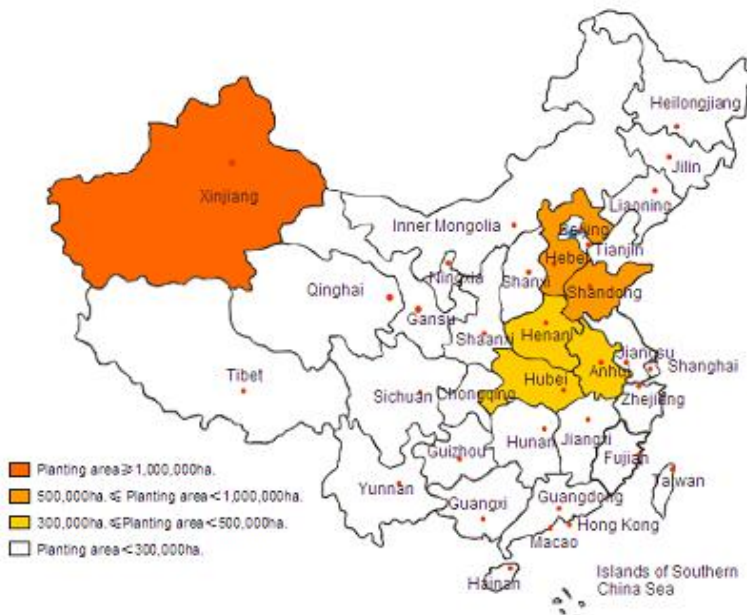 Heilongjiang
Jilin
Liaoning
Xinjiang
Inner Mongolia
Beijing
Tianjin
Hebei
Ningxia
Shanxi
Qinghai
Shandong
Gansu
Shaanxi
Henan
Jiangsu
Shanghai
Tibet
Anhui
Hubei
Sichuan
Chongqing
Zhejiang
Hunan
Jiangxi
Guizhou
Fujian
Taiwan
Yunnan
Guangxi
Guangdong
Hong Kong
Macao
Hainan
Islands of Southern
China Sea
Planting area≥1,000,000ha.
500,000ha.≤ Planting area<1,000,000ha.
300,000ha.≤Planting area<500,000ha.
Planting area<300,000ha.